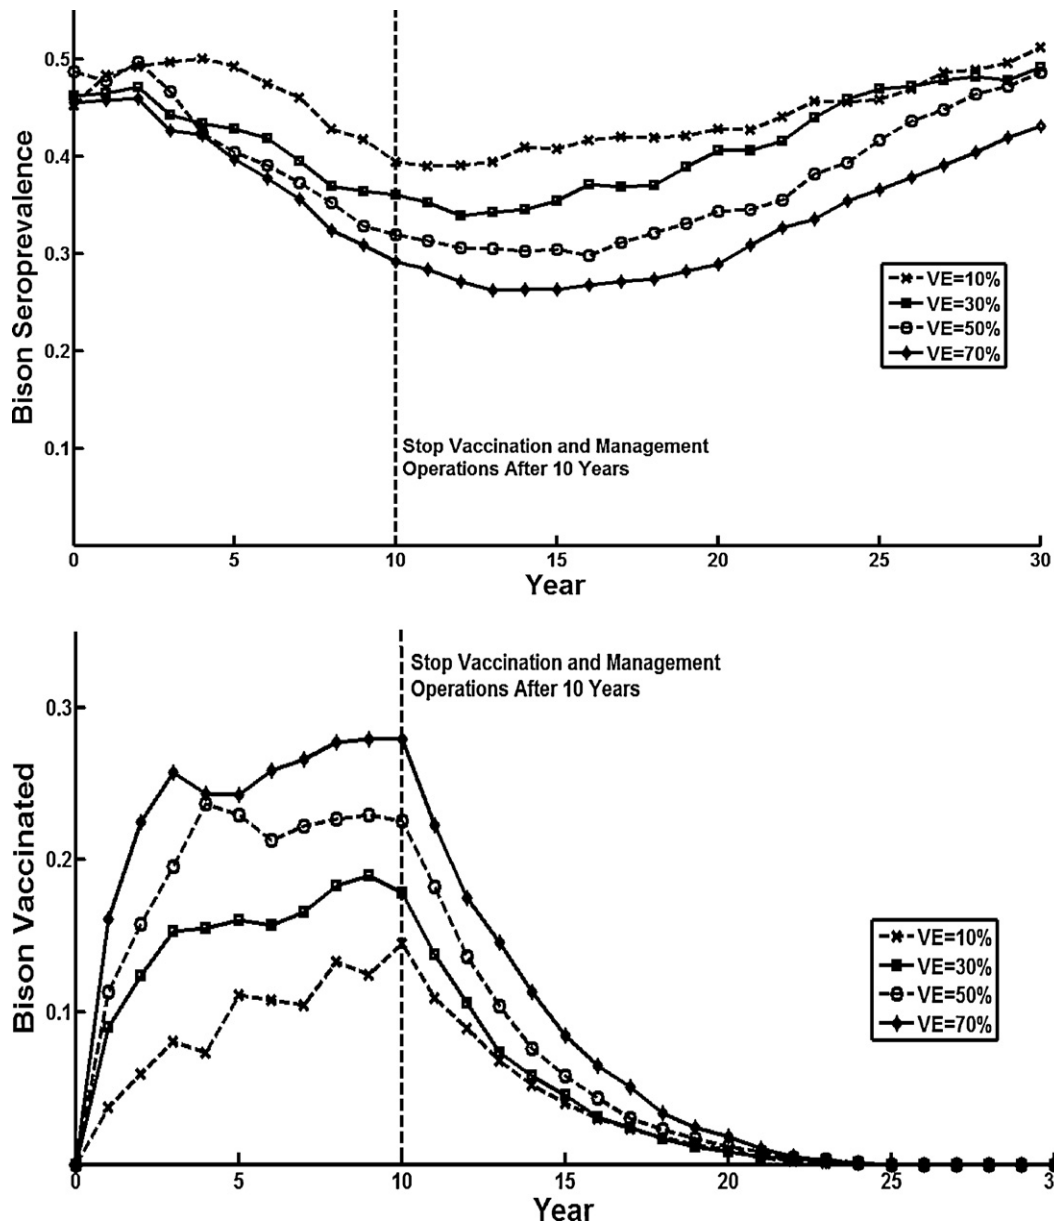 0.5
0.4
0.3
0.2
0.1
Bison Seroprevalence
Stop Vaccination and Management
Operations After 10 Years
VE=10%
VE=30%
VE=50%
VE=70%
0 5 10 15 20 25 30
Year
0.3
0.2
0.1
Bison Vaccinated
Stop Vaccination and Management
Operations After 10 Years
VE=10%
VE=30%
VE=50%
VE=70%
0 5 10 15 20 25 3
Year